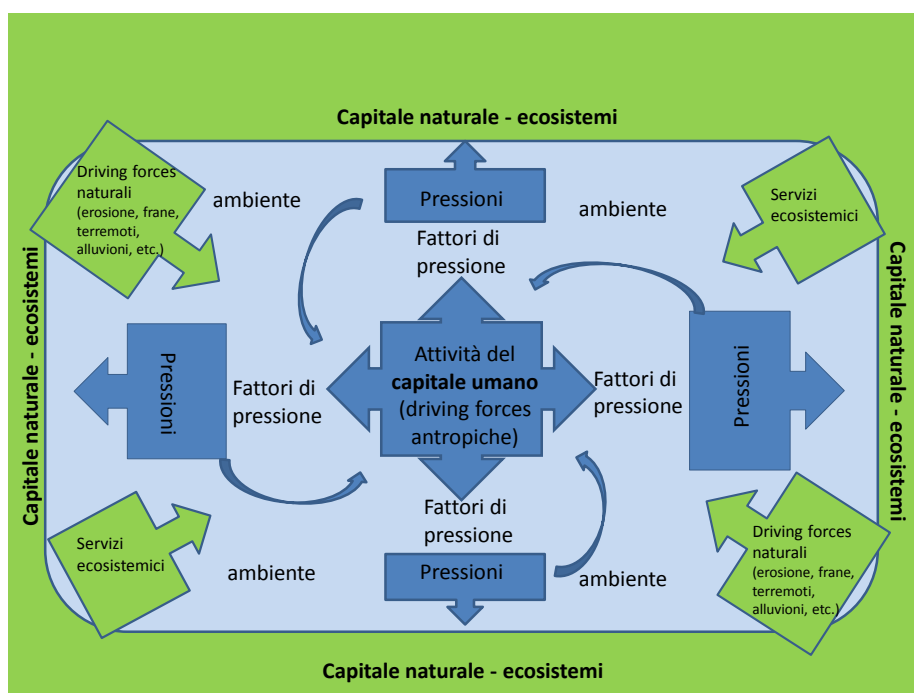 Capitale naturale - ecosistemi
Driving forces
naturali
(erosione, frane,
terremoti,
alluvioni, etc.)
ambiente
Pressioni
ambiente
Servizi
ecosistemici
Fattori di
pressione
Capitale naturale - ecosistemi
Pressioni
Fattori di
pressione
Attività del
capitale umano
(driving forces
antropiche)
Fattori di
pressione
Pressioni
Capitale naturale - ecosistemi
Servizi
ecosistemici
ambiente
Fattori di
pressione
Pressioni
ambiente
Driving forces
naturali
(erosione, frane,
terremoti,
alluvioni, etc.)
Capitale naturale - ecosistemi